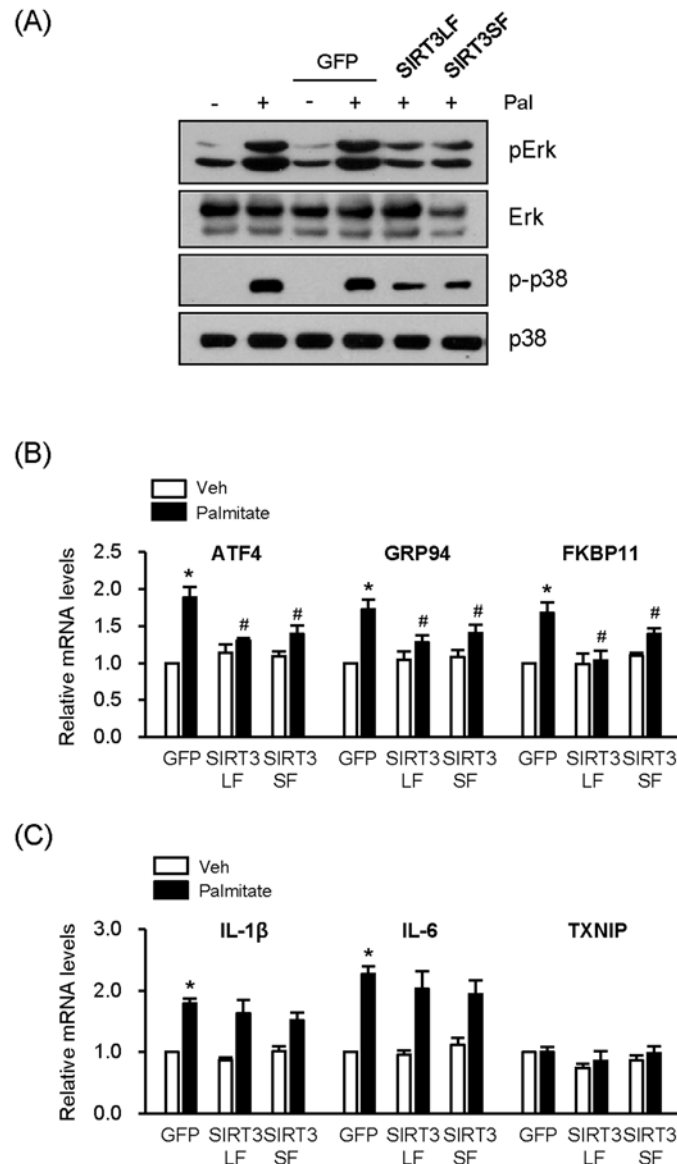 (A)
GFP SIRT3LF SIRT3SF
- + - + + + Pal
pErk
Erk
p-p38
p38
(B)
Veh
Palmitate
ATF4 GRP94 FKBP11
2.5
2.0
1.5
1.0
0.5
0.0
Relative mRNA levels
* # # * # # * # #
GFP SIRT3 SIRT3 GFP SIRT3 SIRT3 GFP SIRT3 SIRT3
LF SF LF SF LF SF
(C)
Veh
Palmitate
IL-1β IL-6 TXNIP
3.0
2.0
1.0
0.0
Relative mRNA levels
* *
GFP SIRT3 SIRT3 GFP SIRT3 SIRT3 GFP SIRT3 SIRT3
LF SF LF SF LF SF